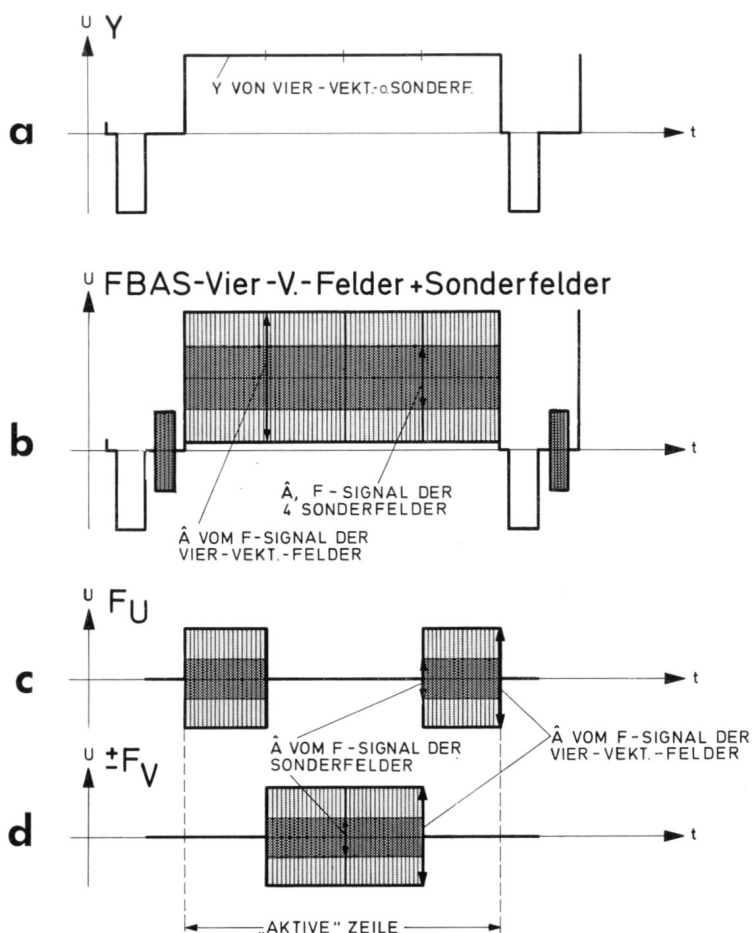 U Y
Y VON VIER-VEKT.-o.SONDERF.
a
t
U FBAS-Vier-V.-Felder+Sonderfelder
b
t
Â, F-SIGNAL DER
4 SONDERFELDER
Â VOM F-SIGNAL DER
VIER-VEKT.-FELDER
U FU
c
t
Â VOM F-SIGNAL DER
SONDERFELDER
Â VOM F-SIGNAL DER
VIER-VEKT.-FELDER
U ±FV
d
t
„AKTIVE" ZEILE